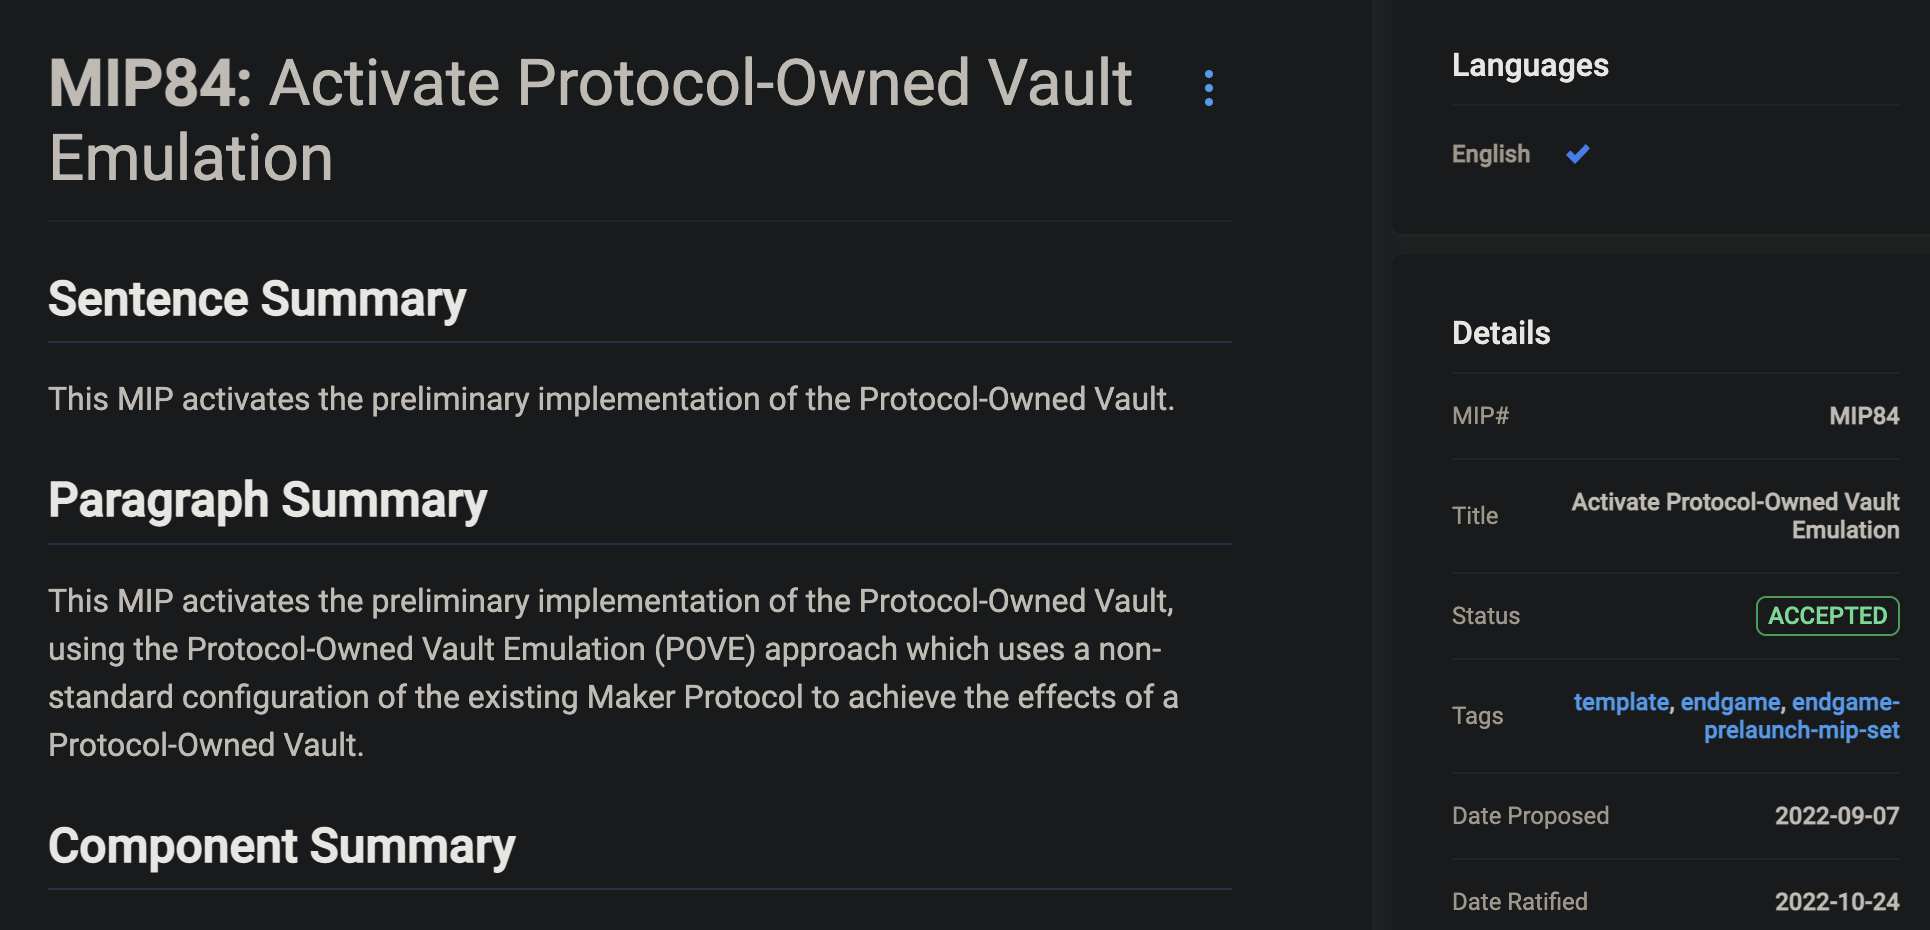 MIP84: Activate Protocol-Owned Vault
Emulation
Sentence Summary
This MIP activates the preliminary implementation of the Protocol-Owned Vault.
Paragraph Summary
This MIP activates the preliminary implementation of the Protocol-Owned Vault,
using the Protocol-Owned Vault Emulation (POVE) approach which uses a non-
standard configuration of the existing Maker Protocol to achieve the effects of a
Protocol-Owned Vault.
Component Summary
Languages
English
Details
MIP# MIP84
Title Activate Protocol-Owned Vault
Emulation
Status ACCEPTED
Tags template, endgame, endgame-
prelaunch-mip-set
Date Proposed 2022-09-07
Date Ratified 2022-10-24